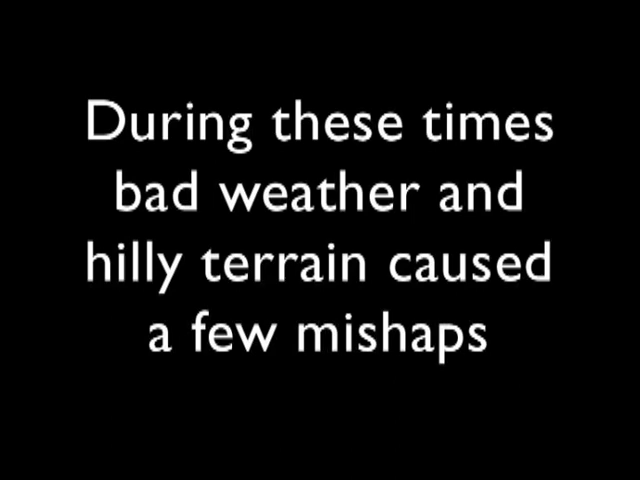 During these times
bad weather and
hilly terrain caused
a few mishaps